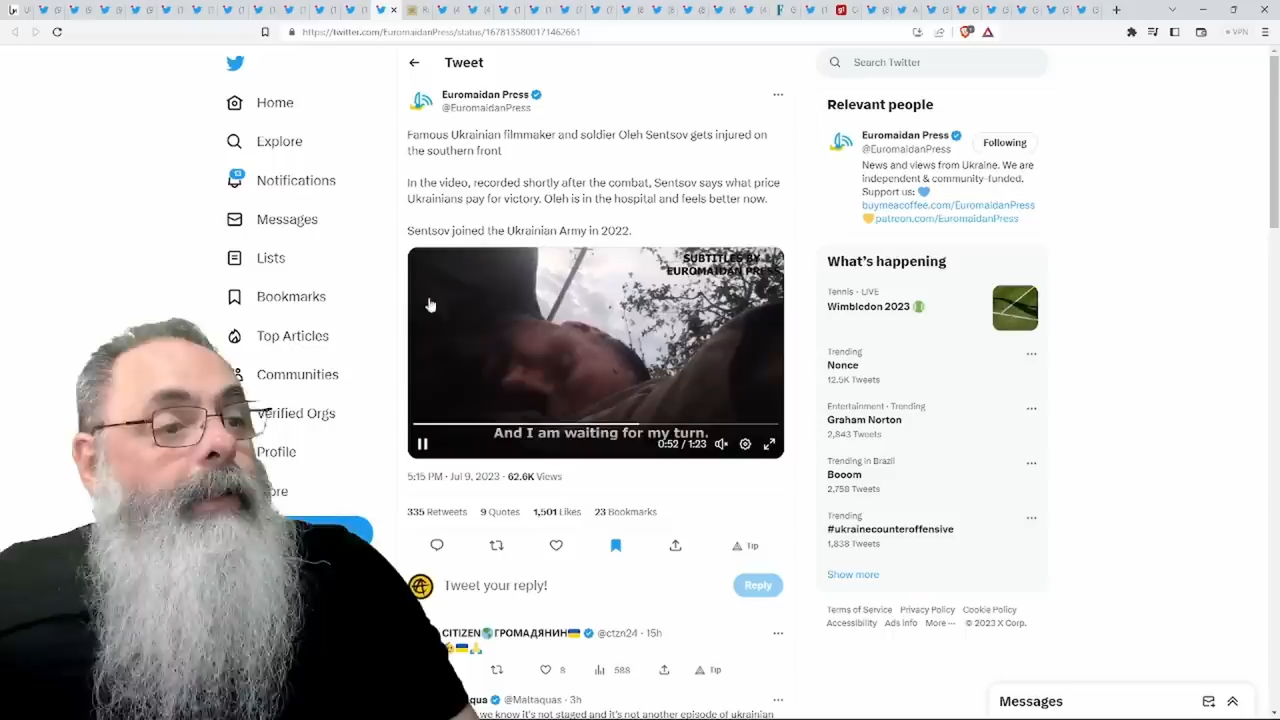 https://twitter.com/EuromaidanPress/status/1678135800171462661
VPN
Home
Explore
Notifications
Messages
Lists
Bookmarks
Top Articles
Communities
Verified Orgs
Profile
Tweet
Euromaidan Press
@EuromaidanPress
Famous Ukrainian filmmaker and soldier Oleh Sentsov gets injured on
the southern front
In the video, recorded shortly after the combat, Sentsov says what price
Ukrainians pay for victory. Oleh is in the hospital and feels better now.
Sentsov joined the Ukrainian Army in 2022.
SUBTITLES BY
EUROMAIDAN PRESS
And I am waiting for my turn.
0:52 / 1:23
5:15 PM · Jul 9, 2023 · 62.6K Views
335 Retweets 9 Quotes 1,501 Likes 23 Bookmarks
Tip
Tweet your reply!
Reply
CITIZEN🌎ГРОМАДЯНИН🇺🇦 @ctzn24 · 15h
8 588 Tip
qua @Maltaquas · 3h
we know it's not staged and it's not another episode of ukrainian
Search Twitter
Relevant people
Euromaidan Press
@EuromaidanPress
Following
News and views from Ukraine. We are
independent & community-funded.
Support us: 💙
buymeacoffee.com/EuromaidanPress
💛patreon.com/EuromaidanPress
What's happening
Tennis · LIVE
Wimbledon 2023
Trending
Nonce
12.5K Tweets
Entertainment · Trending
Graham Norton
2,843 Tweets
Trending in Brazil
Booom
2,758 Tweets
Trending
#ukrainecounteroffensive
1,838 Tweets
Show more
Terms of Service Privacy Policy Cookie Policy
Accessibility Ads info More ··· © 2023 X Corp.
Messages